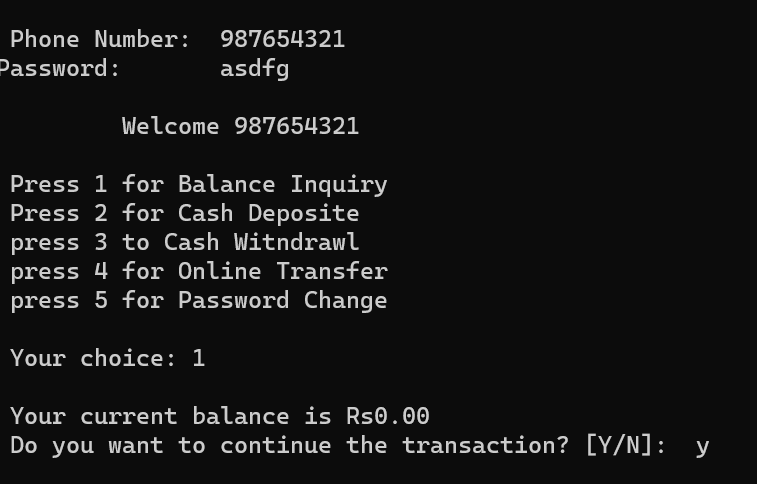 Phone Number: 987654321
Password: asdfg
Welcome 987654321
Press 1 for Balance Inquiry
Press 2 for Cash Deposite
press 3 to Cash Witndrawl
press 4 for Online Transfer
press 5 for Password Change
Your choice: 1
Your current balance is Rs0.00
Do you want to continue the transaction? [Y/N]: y